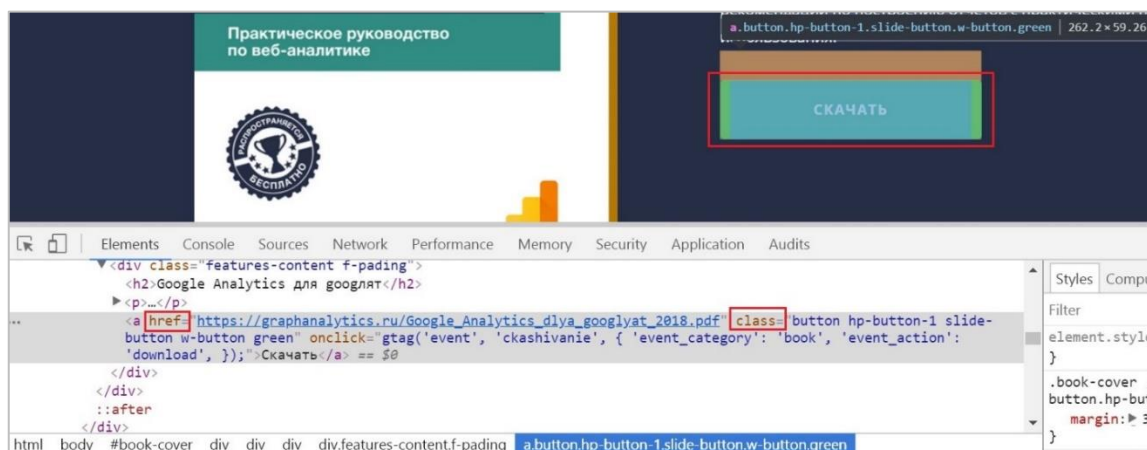 Практическое руководство
по веб-аналитике
РАСПРОСТРАНЯЕТСЯ
БЕСПЛАТНО
a.button.hp-button-1.slide-button.w-button.green | 262.2×59.26
СКАЧАТЬ
Elements Console Sources Network Performance Memory Security Application Audits
▼<div class="features-content f-pading">
<h2>Google Analytics для googлят</h2>
▶<p>…</p>
<a href="https://graphanalytics.ru/Google_Analytics_dlya_googlyat_2018.pdf" class="button hp-button-1 slide-
button w-button green" onclick="gtag('event', 'ckashivanie', { 'event_category': 'book', 'event_action':
'download', });">Скачать</a> == $0
</div>
</div>
::after
</div>
html body #book-cover div div div div.features-content.f-pading a.button.hp-button-1.slide-button.w-button.green
Styles
Filter
element.style
}
.book-cover
margin:▶ 3
}